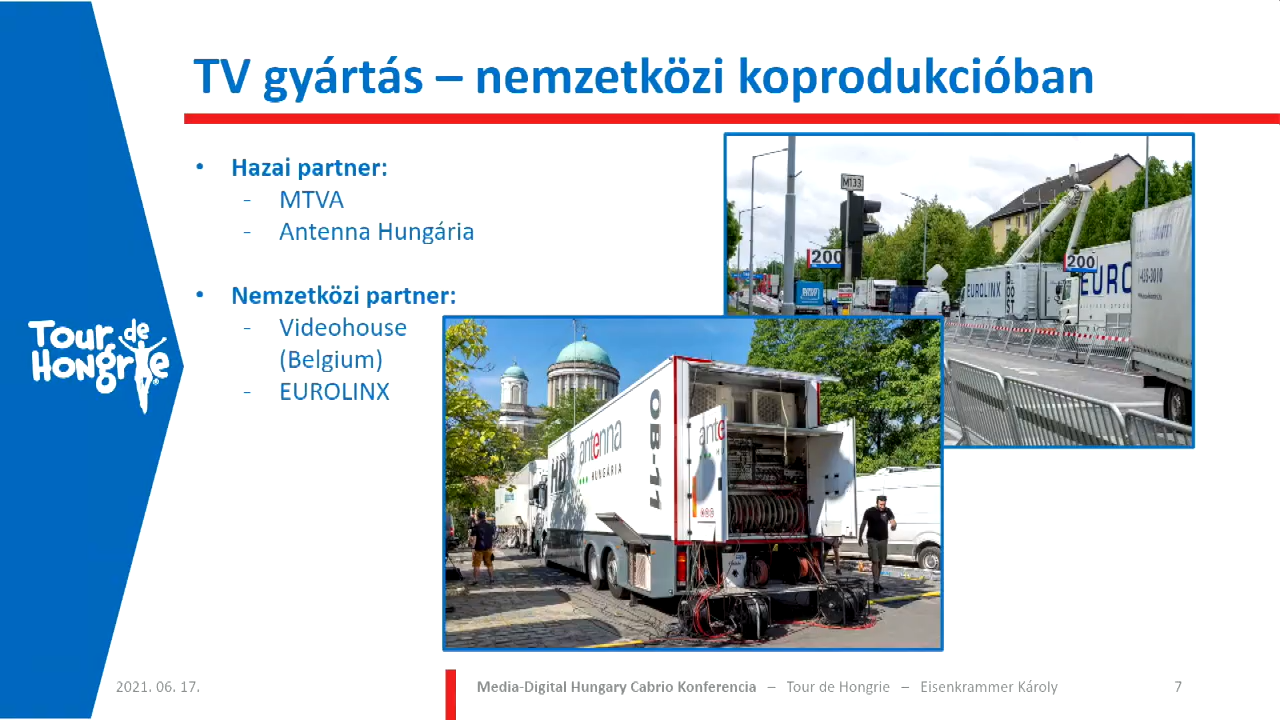 TV gyártás – nemzetközi koprodukcióban
• Hazai partner:
- MTVA
- Antenna Hungária
• Nemzetközi partner:
- Videohouse
(Belgium)
- EUROLINX
Tour de
Hongrie
M133
200
200
EUROLINX
EURO
HD
antenna
HUNGÁRIA
OB-11
ante
2021. 06. 17.
Media-Digital Hungary Cabrio Konferencia – Tour de Hongrie – Eisenkrammer Károly
7